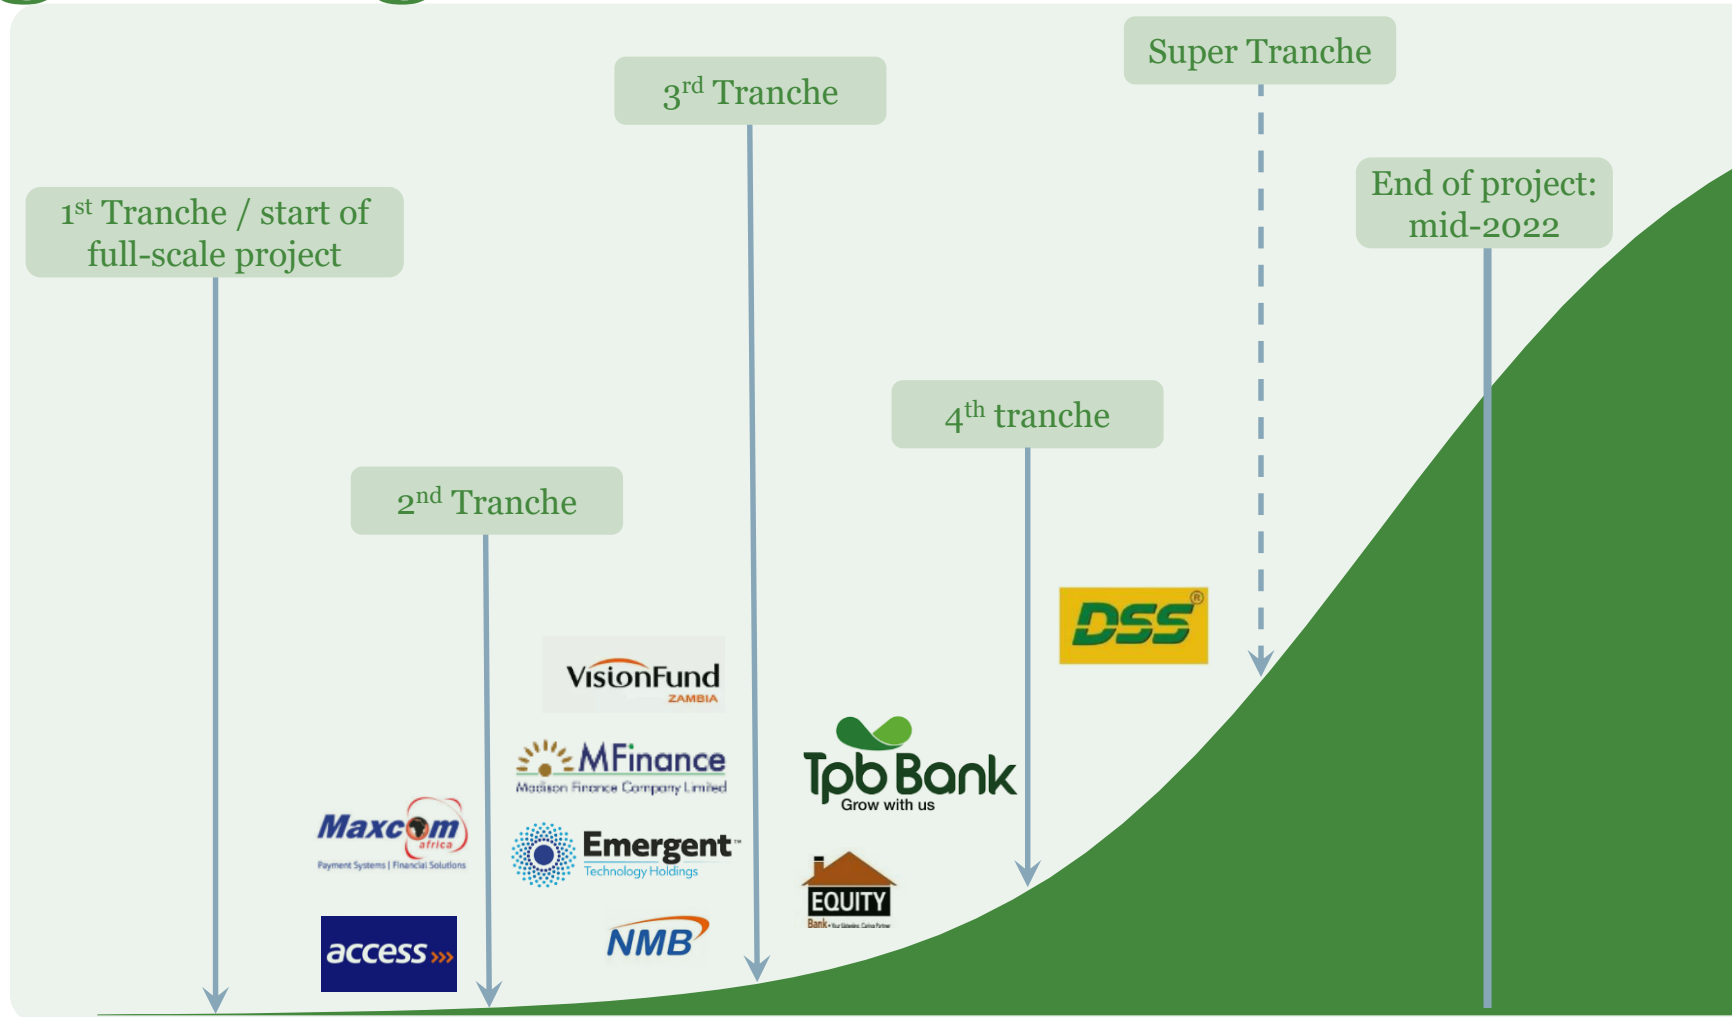 Super Tranche
3rd Tranche
End of project:
mid-2022
1st Tranche / start of
full-scale project
4th tranche
2nd Tranche
DSS®
VisionFund
ZAMBIA
MFinance
Madison Finance Company Limited
Tpb Bank
Grow with us
Maxcom
africa
Payment Systems | Financial Solutions
Emergent™
Technology Holdings
EQUITY
Bank
NMB
access >>>